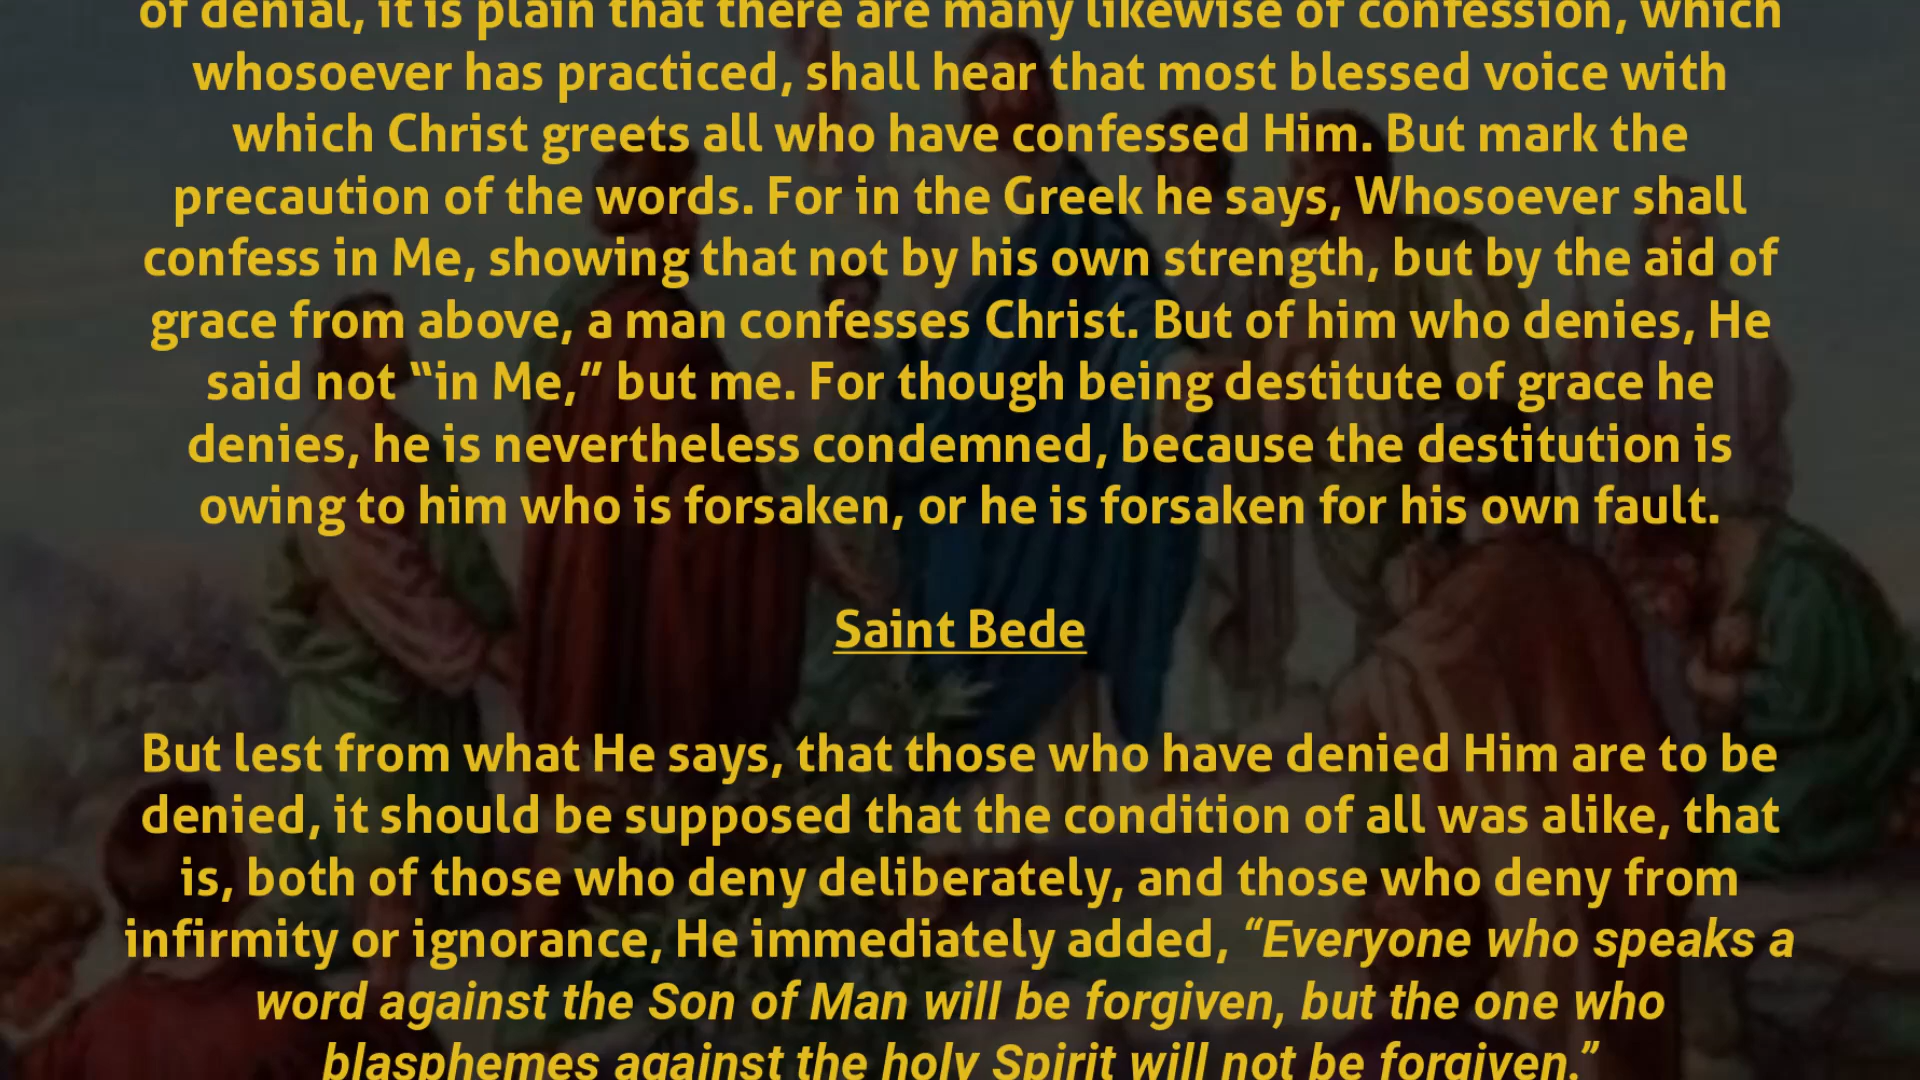 of denial, it is plain that there are many likewise of confession, which
whosoever has practiced, shall hear that most blessed voice with
which Christ greets all who have confessed Him. But mark the
precaution of the words. For in the Greek he says, Whosoever shall
confess in Me, showing that not by his own strength, but by the aid of
grace from above, a man confesses Christ. But of him who denies, He
said not “in Me,” but me. For though being destitute of grace he
denies, he is nevertheless condemned, because the destitution is
owing to him who is forsaken, or he is forsaken for his own fault.
Saint Bede
But lest from what He says, that those who have denied Him are to be
denied, it should be supposed that the condition of all was alike, that
is, both of those who deny deliberately, and those who deny from
infirmity or ignorance, He immediately added, “Everyone who speaks a
word against the Son of Man will be forgiven, but the one who
blasphemes against the holy Spirit will not be forgiven.”